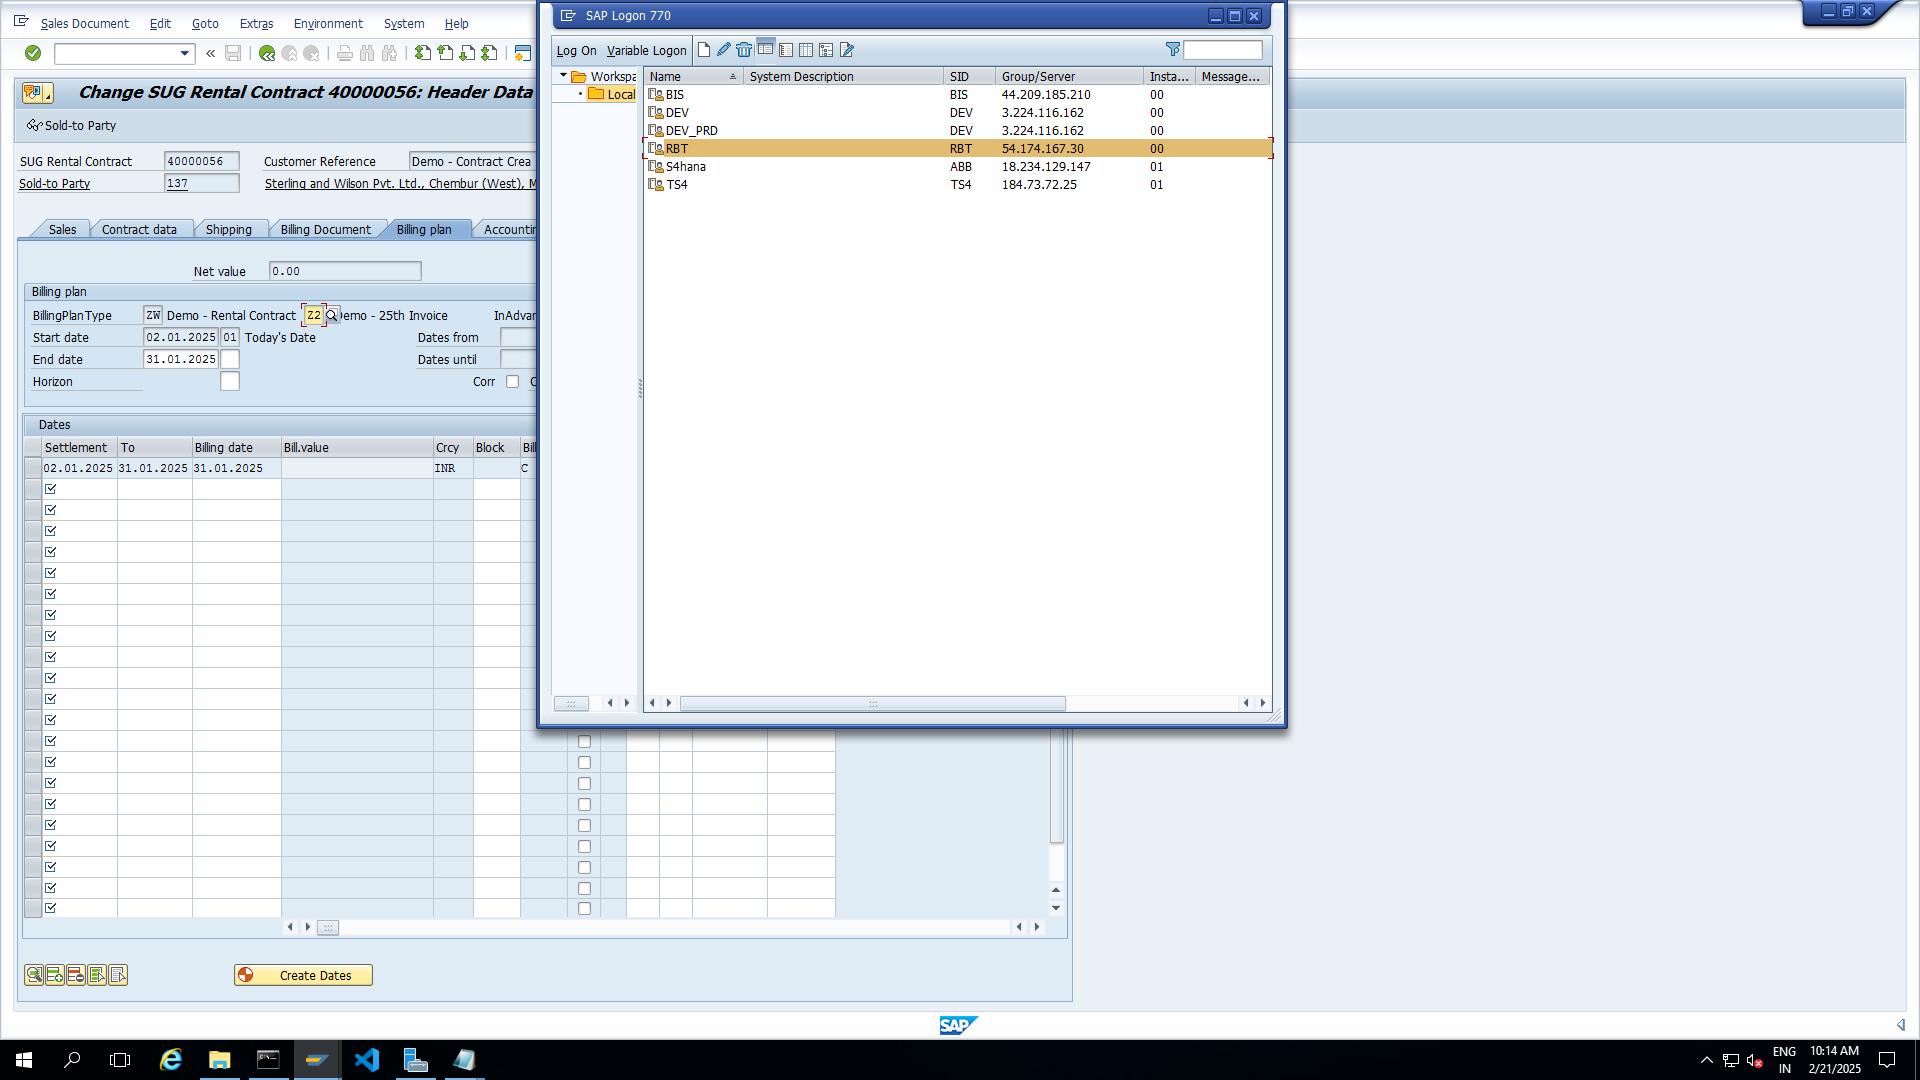 Sales Document Edit Goto Extras Environment System Help
SAP Logon 770
Change SUG Rental Contract 40000056: Header Data
Sold-to Party
SUG Rental Contract 40000056 Customer Reference Demo - Contract Crea
Sold-to Party 137 Sterling and Wilson Pvt. Ltd., Chembur (West), M
Sales Contract data Shipping Billing Document Billing plan Accountin
Net value 0.00
Billing plan
BillingPlanType ZW Demo - Rental Contract Z2 emo - 25th Invoice InAdvan
Start date 02.01.2025 01 Today's Date Dates from
End date 31.01.2025 Dates until
Horizon Corr
Dates
Settlement To Billing date Bill.value Crcy Block Bill
02.01.2025 31.01.2025 31.01.2025 INR C
Create Dates
Log On Variable Logon
Workspa
Local
Name System Description SID Group/Server Insta... Message...
BIS BIS 44.209.185.210 00
DEV DEV 3.224.116.162 00
DEV_PRD DEV 3.224.116.162 00
RBT RBT 54.174.167.30 00
S4hana ABB 18.234.129.147 01
TS4 TS4 184.73.72.25 01
SAP
ENG
IN
10:14 AM
2/21/2025